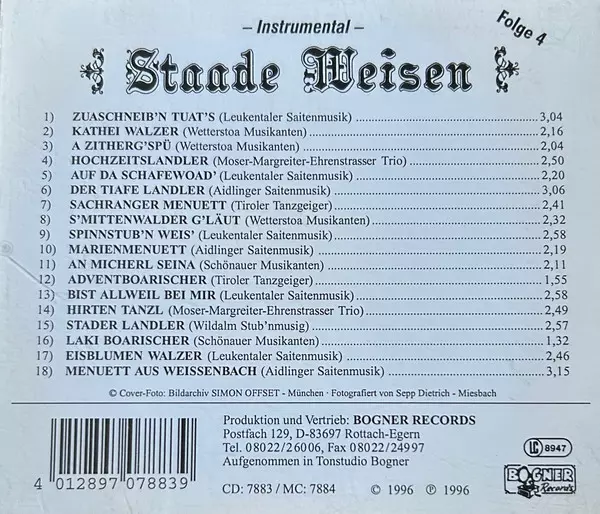 – Instrumental –
Folge 4
Staade Weisen
1) ZUASCHNEIB'N TUAT'S (Leukentaler Saitenmusik) 3,04
2) KATHEI WALZER (Wetterstoa Musikanten) 2,16
3) A ZITHERG'SPÜ (Wetterstoa Musikanten) 2,04
4) HOCHZEITSLANDLER (Moser-Margreiter-Ehrenstrasser Trio) 2,50
5) AUF DA SCHAFEWOAD' (Leukentaler Saitenmusik) 2,20
6) DER TIAFE LANDLER (Aidlinger Saitenmusik) 3,06
7) SACHRANGER MENUETT (Tiroler Tanzgeiger) 2,41
8) S'MITTENWALDER G'LÄUT (Wetterstoa Musikanten) 2,32
9) SPINNSTUB'N WEIS' (Leukentaler Saitenmusik) 2,58
10) MARIENMENUETT (Aidlinger Saitenmusik) 2,19
11) AN MICHERL SEINA (Schönauer Musikanten) 2,11
12) ADVENTBOARISCHER (Tiroler Tanzgeiger) 1,55
13) BIST ALLWEIL BEI MIR (Leukentaler Saitenmusik) 2,58
14) HIRTEN TANZL (Moser-Margreiter-Ehrenstrasser Trio) 2,49
15) STADER LANDLER (Wildalm Stub'nmusig) 2,57
16) LAKI BOARISCHER (Schönauer Musikanten) 1,32
17) EISBLUMEN WALZER (Leukentaler Saitenmusik) 2,46
18) MENUETT AUS WEISSENBACH (Aidlinger Saitenmusik) 3,15
© Cover-Foto: Bildarchiv SIMON OFFSET - München · Fotografiert von Sepp Dietrich - Miesbach
Produktion und Vertrieb: BOGNER RECORDS
Postfach 129, D-83697 Rottach-Egern
Tel. 08022/26006, Fax 08022/24997
Aufgenommen in Tonstudio Bogner
LC 8947
4 012897 078839
CD: 7883 / MC: 7884 © 1996 ℗ 1996
BOGNER
Records